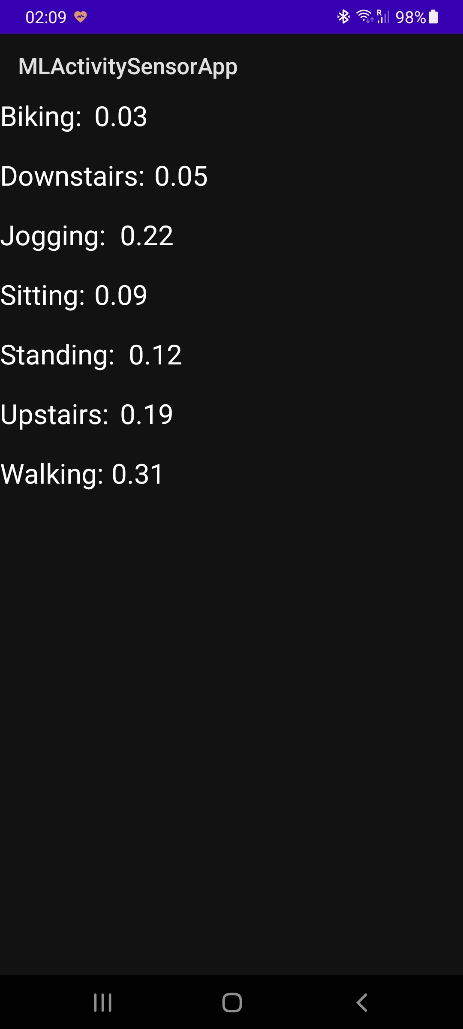 02:09 98%
MLActivitySensorApp
Biking: 0.03
Downstairs: 0.05
Jogging: 0.22
Sitting: 0.09
Standing: 0.12
Upstairs: 0.19
Walking: 0.31